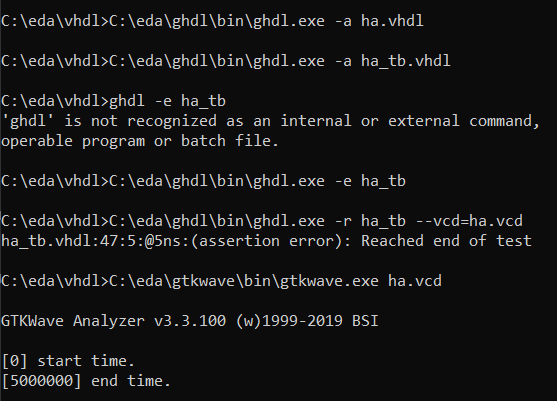 C:\eda\vhdl>C:\eda\ghdl\bin\ghdl.exe -a ha.vhdl
C:\eda\vhdl>C:\eda\ghdl\bin\ghdl.exe -a ha_tb.vhdl
C:\eda\vhdl>ghdl -e ha_tb
'ghdl' is not recognized as an internal or external command,
operable program or batch file.
C:\eda\vhdl>C:\eda\ghdl\bin\ghdl.exe -e ha_tb
C:\eda\vhdl>C:\eda\ghdl\bin\ghdl.exe -r ha_tb --vcd=ha.vcd
ha_tb.vhdl:47:5:@5ns:(assertion error): Reached end of test
C:\eda\vhdl>C:\eda\gtkwave\bin\gtkwave.exe ha.vcd
GTKWave Analyzer v3.3.100 (w)1999-2019 BSI
[0] start time.
[5000000] end time.